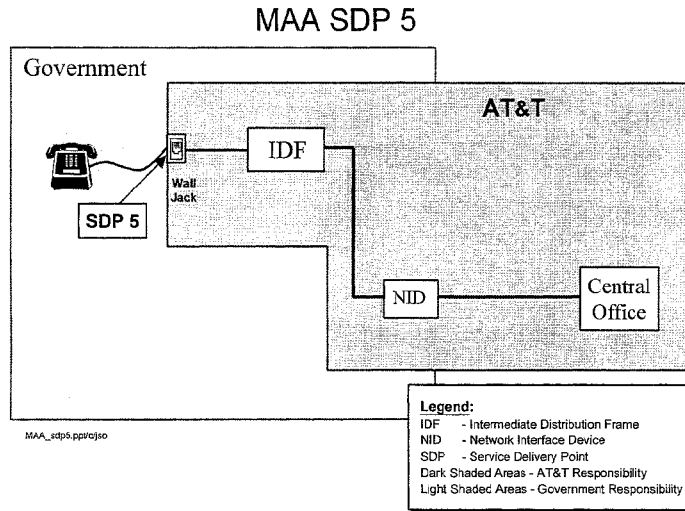 MAA SDP 5
Government
AT&T
IDF
Wall
Jack
SDP 5
NID
Central
Office
MAA_sdp5.ppt/c/jso
Legend:
IDF - Intermediate Distribution Frame
NID - Network Interface Device
SDP - Service Delivery Point
Dark Shaded Areas - AT&T Responsibility
Light Shaded Areas - Government Responsibility